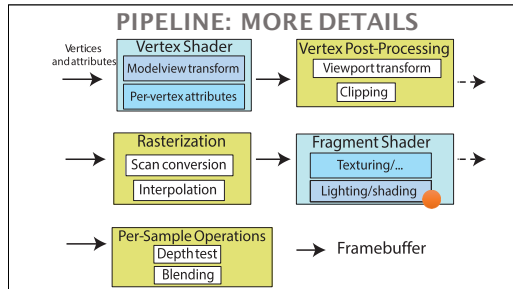 PIPELINE: MORE DETAILS
Vertices
and attributes
Vertex Shader
Modelview transform
Per-vertex attributes
Vertex Post-Processing
Viewport transform
Clipping
Rasterization
Scan conversion
Interpolation
Fragment Shader
Texturing/...
Lighting/shading
Per-Sample Operations
Depth test
Blending
Framebuffer